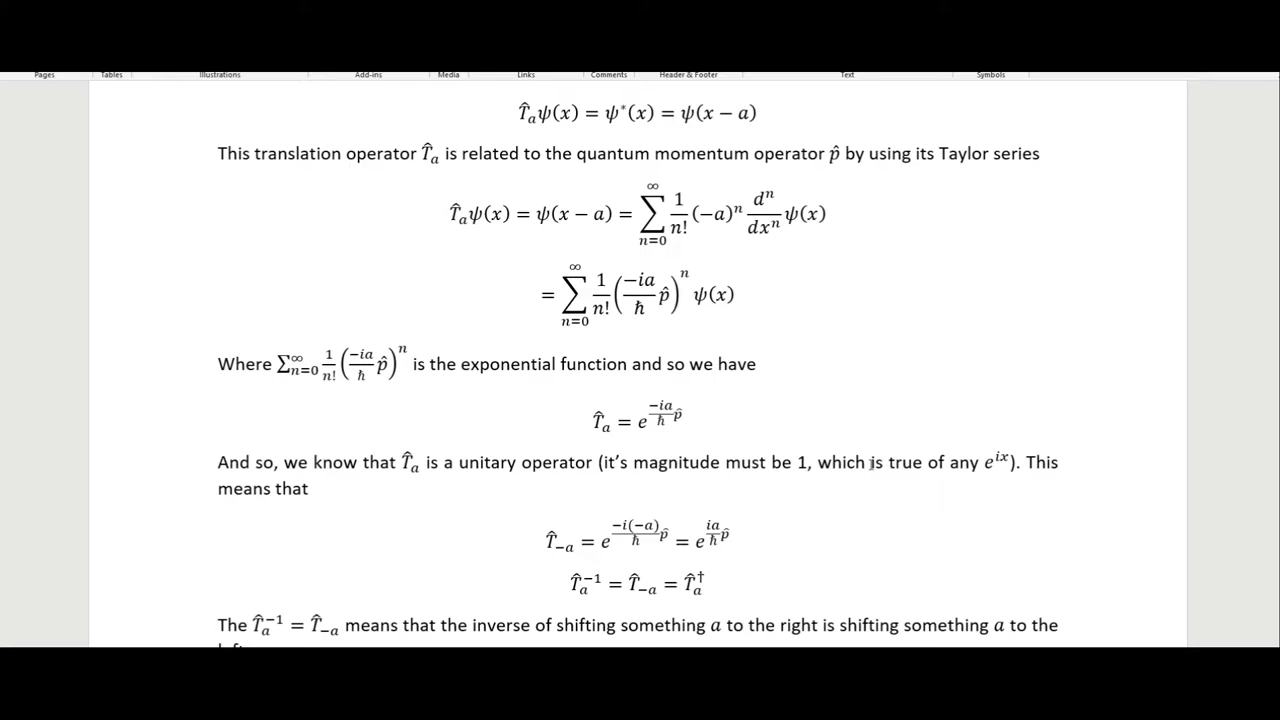 Pages Tables Illustrations Add-ins Media Links Comments Header & Footer Text Symbols
T̂ₐψ(x) = ψ*(x) = ψ(x − a)
This translation operator T̂ₐ is related to the quantum momentum operator p̂ by using its Taylor series
T̂ₐψ(x) = ψ(x − a) = ∑_{n=0}^{∞} 1/n! (−a)ⁿ dⁿ/dxⁿ ψ(x)
= ∑_{n=0}^{∞} 1/n! (−ia/ħ p̂)ⁿ ψ(x)
Where ∑_{n=0}^{∞} 1/n! (−ia/ħ p̂)ⁿ is the exponential function and so we have
T̂ₐ = e^{−ia/ħ p̂}
And so, we know that T̂ₐ is a unitary operator (it’s magnitude must be 1, which is true of any e^{ix}). This
means that
T̂₋ₐ = e^{−i(−a)/ħ p̂} = e^{ia/ħ p̂}
T̂ₐ⁻¹ = T̂₋ₐ = T̂ₐ†
The T̂ₐ⁻¹ = T̂₋ₐ means that the inverse of shifting something a to the right is shifting something a to the